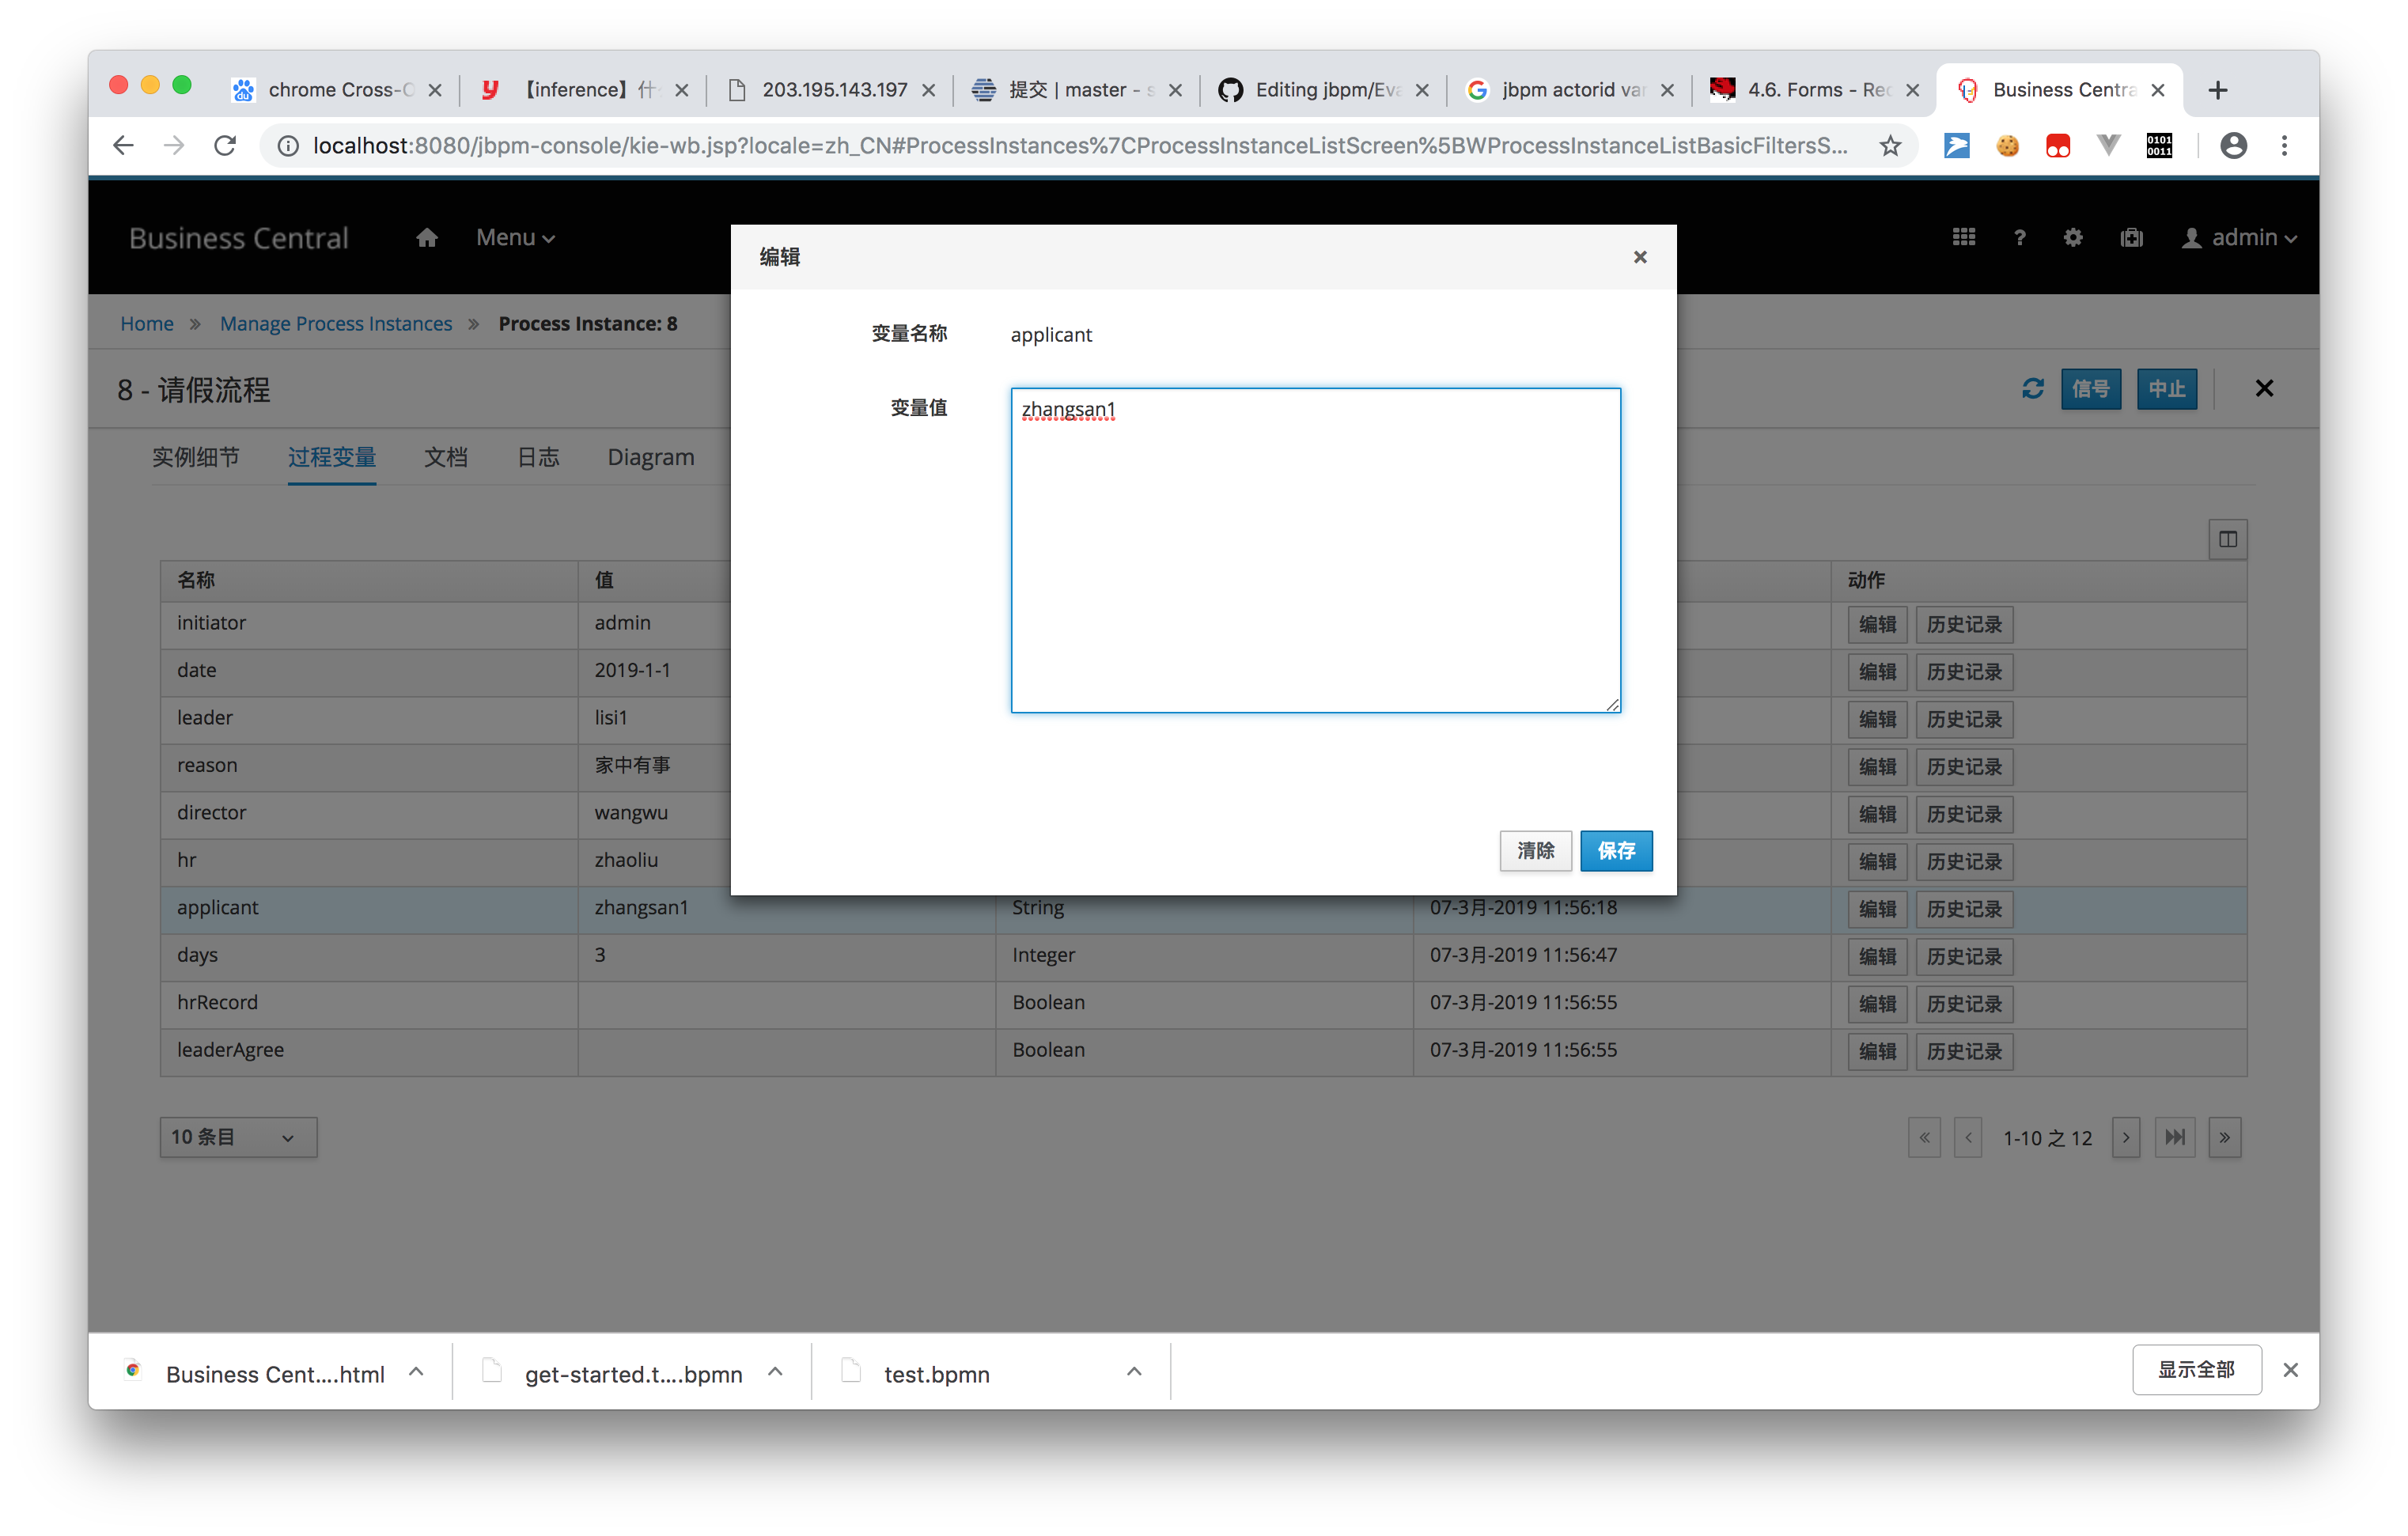 chrome Cross-O
【inference】什
203.195.143.197
提交 | master - s
Editing jbpm/Eva
jbpm actorid var
4.6. Forms - Red
Business Centra
localhost:8080/jbpm-console/kie-wb.jsp?locale=zh_CN#ProcessInstances%7CProcessInstanceListScreen%5BWProcessInstanceListBasicFiltersS...
0101
0011
Business Central
Menu
admin
Home » Manage Process Instances » Process Instance: 8
8 - 请假流程
信号
中止
实例细节
过程变量
文档
日志
Diagram
编辑
变量名称 applicant
变量值 zhangsan1
清除
保存
名称 值 动作
initiator admin 编辑 历史记录
date 2019-1-1 编辑 历史记录
leader lisi1 编辑 历史记录
reason 家中有事 编辑 历史记录
director wangwu 编辑 历史记录
hr zhaoliu 编辑 历史记录
applicant zhangsan1 String 07-3月-2019 11:56:18 编辑 历史记录
days 3 Integer 07-3月-2019 11:56:47 编辑 历史记录
hrRecord Boolean 07-3月-2019 11:56:55 编辑 历史记录
leaderAgree Boolean 07-3月-2019 11:56:55 编辑 历史记录
10 条目
1-10 之 12
Business Cent....html
get-started.t....bpmn
test.bpmn
显示全部